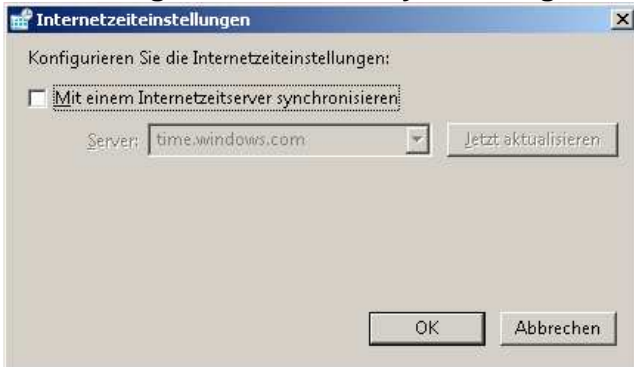 Internetzeiteinstellungen
Konfigurieren Sie die Internetzeiteinstellungen:
Mit einem Internetzeitserver synchronisieren
Server: time.windows.com Jetzt aktualisieren
OK Abbrechen